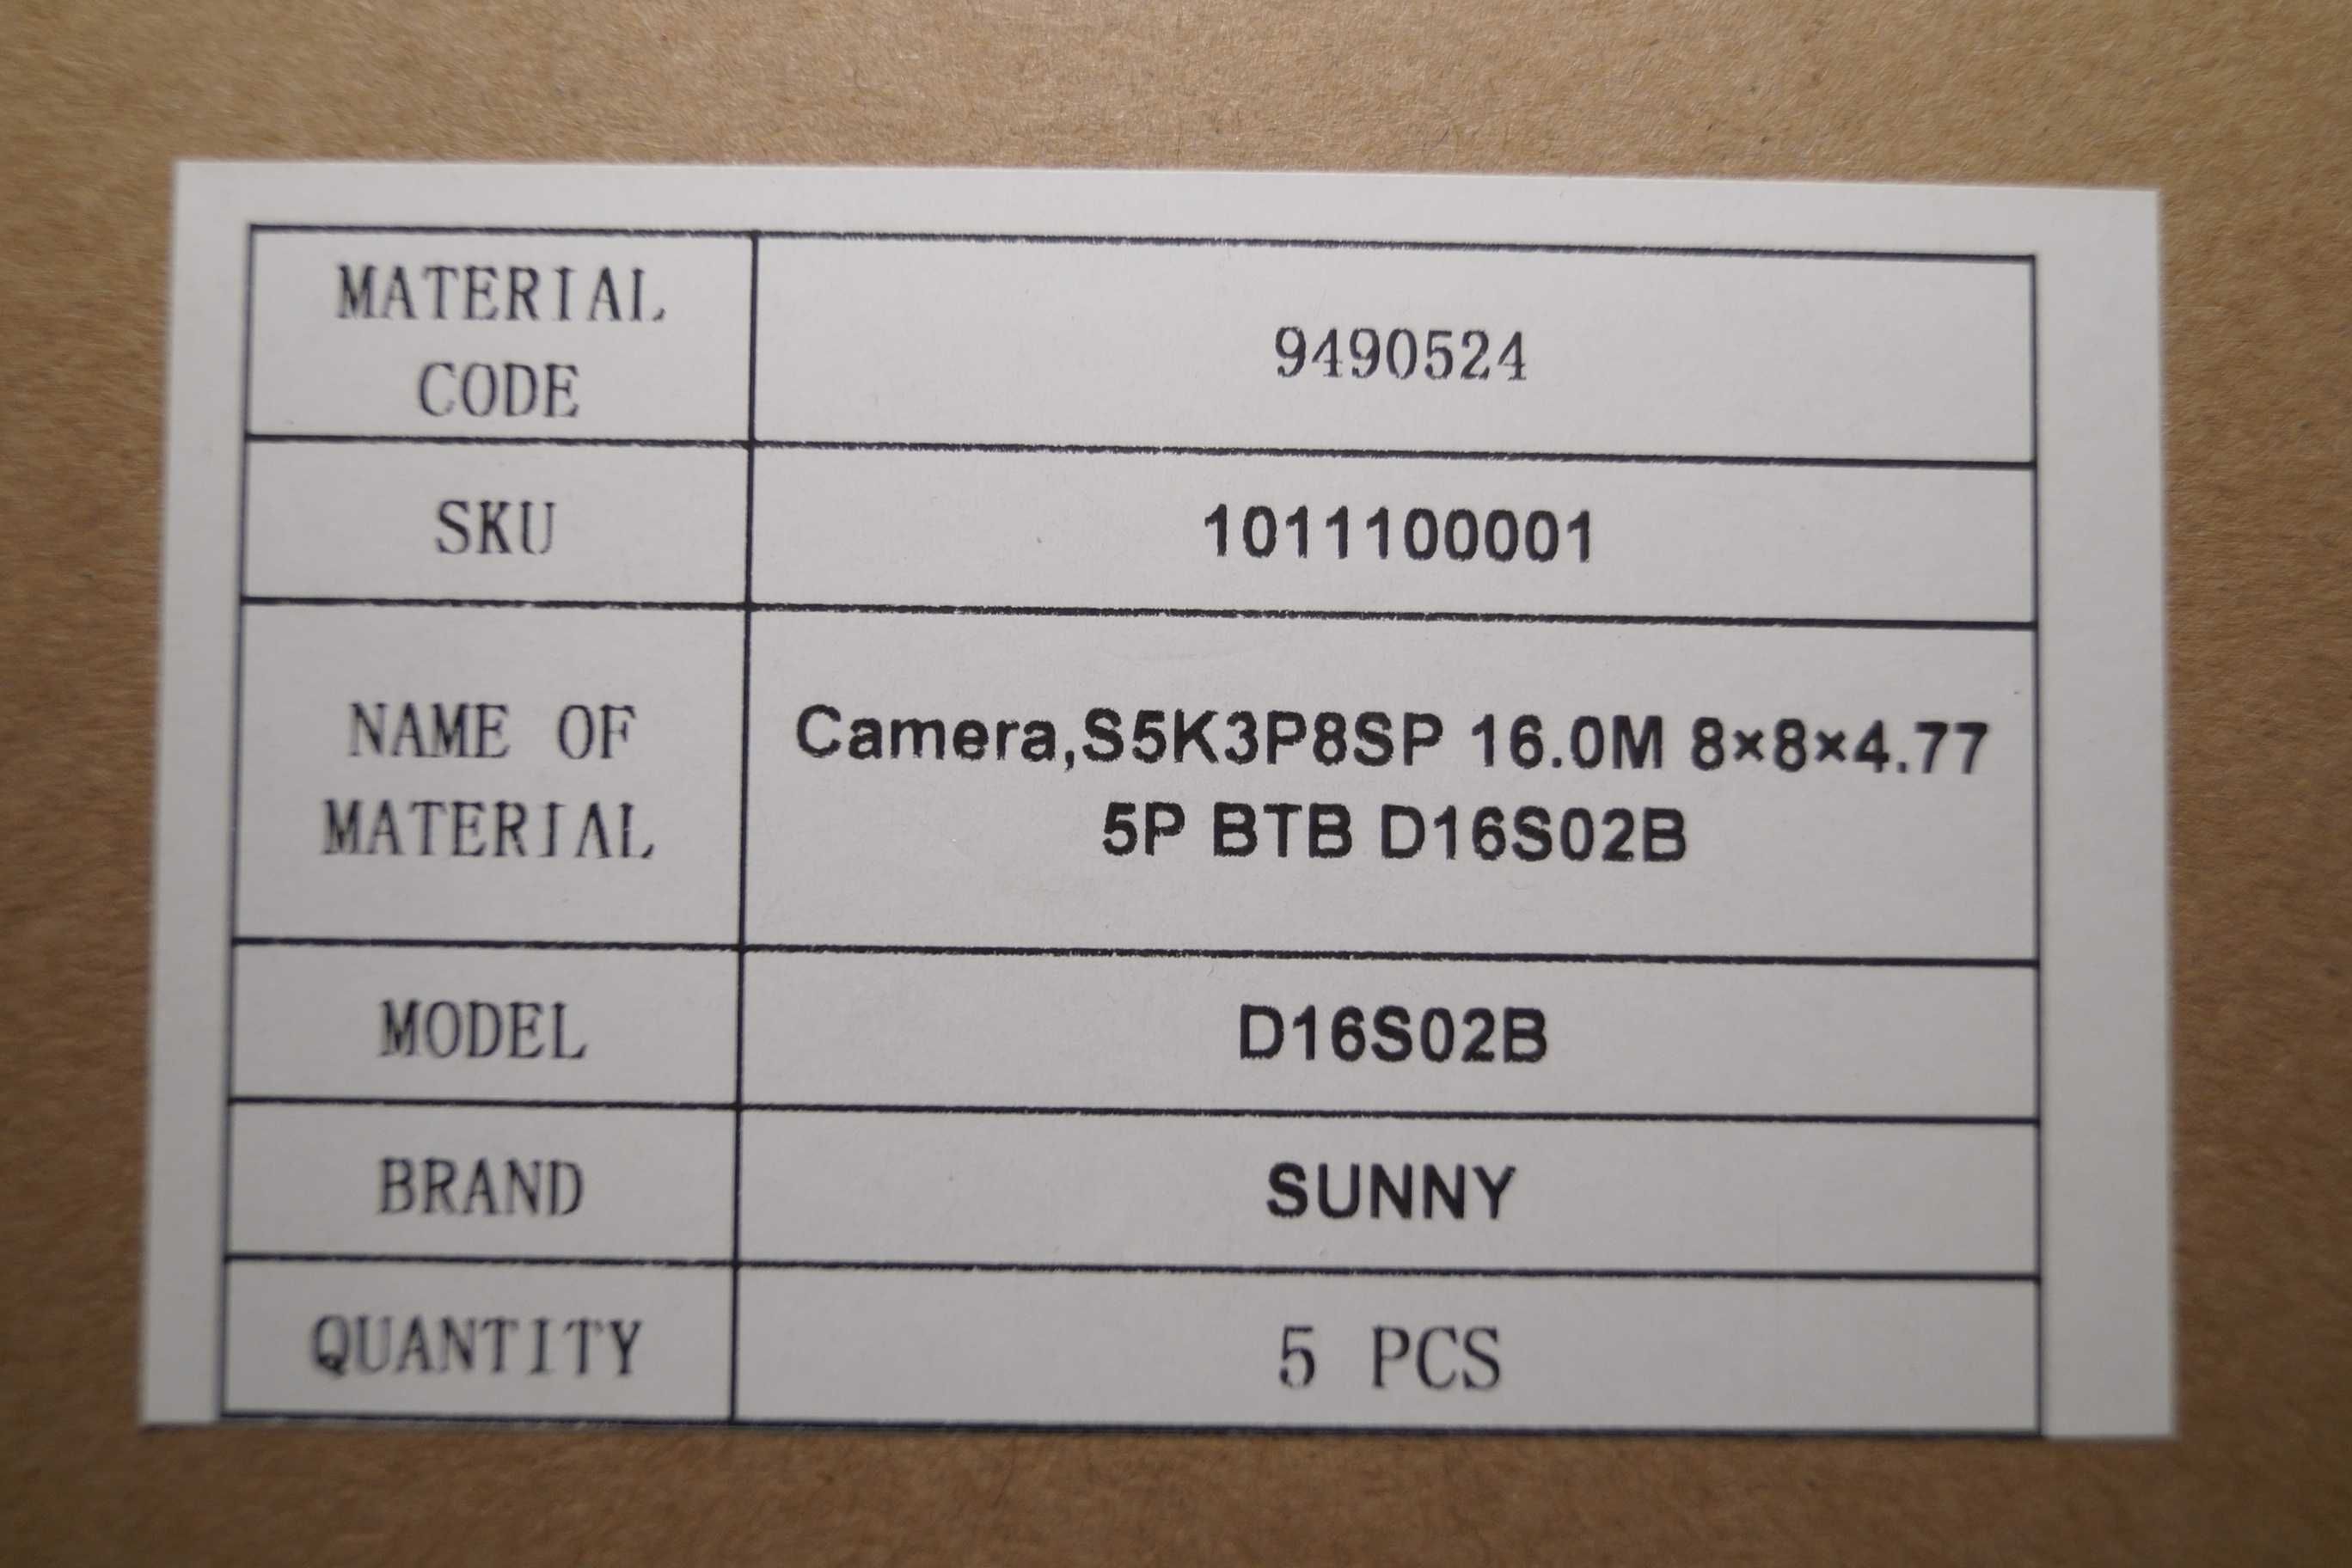 MATERIAL
CODE
9490524
SKU
1011100001
NAME OF
MATERIAL
Camera,S5K3P8SP 16.0M 8×8×4.77
5P BTB D16S02B
MODEL
D16S02B
BRAND
SUNNY
QUANTITY
5 PCS